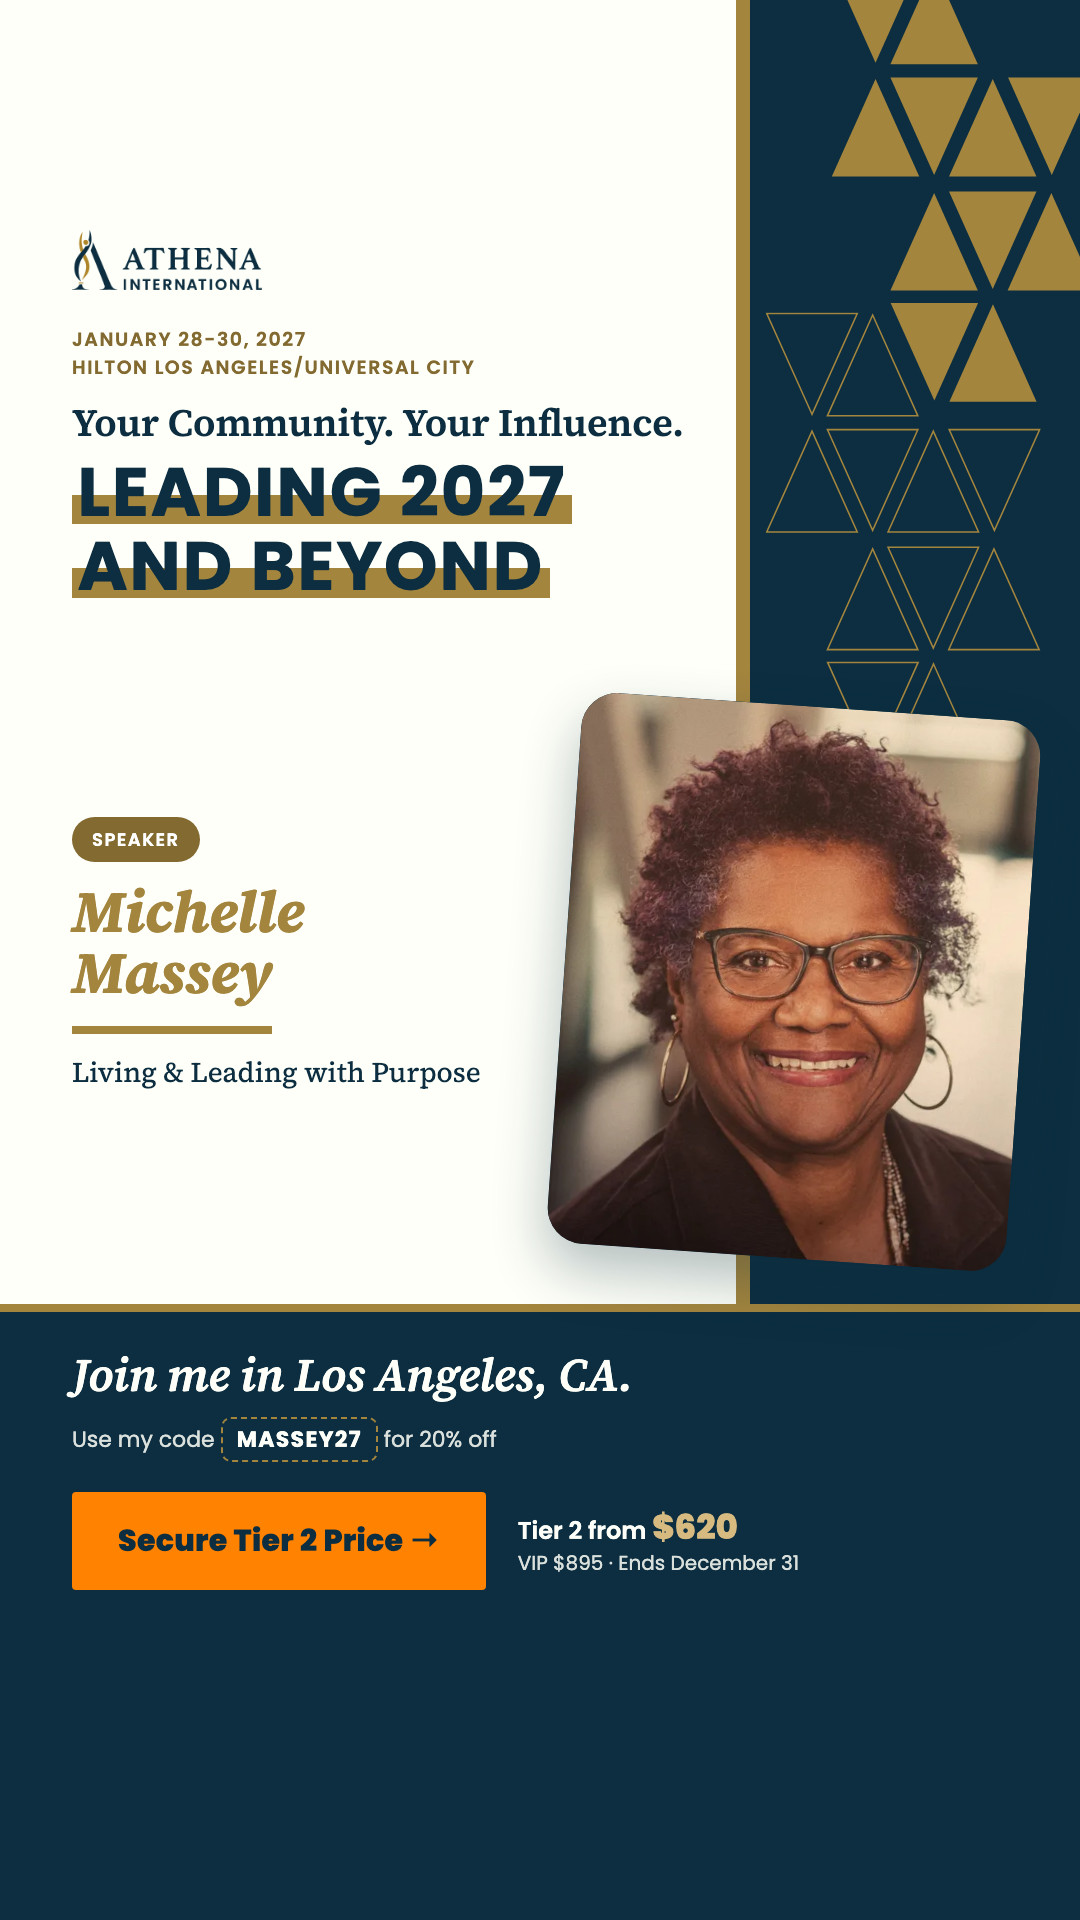 ATHENA
INTERNATIONAL
JANUARY 28-30, 2027
HILTON LOS ANGELES/UNIVERSAL CITY
Your Community. Your Influence.
LEADING 2027
AND BEYOND
SPEAKER
Michelle
Massey
Living & Leading with Purpose
Join me in Los Angeles, CA.
Use my code MASSEY27 for 20% off
Secure Tier 2 Price →
Tier 2 from $620
VIP $895 · Ends December 31